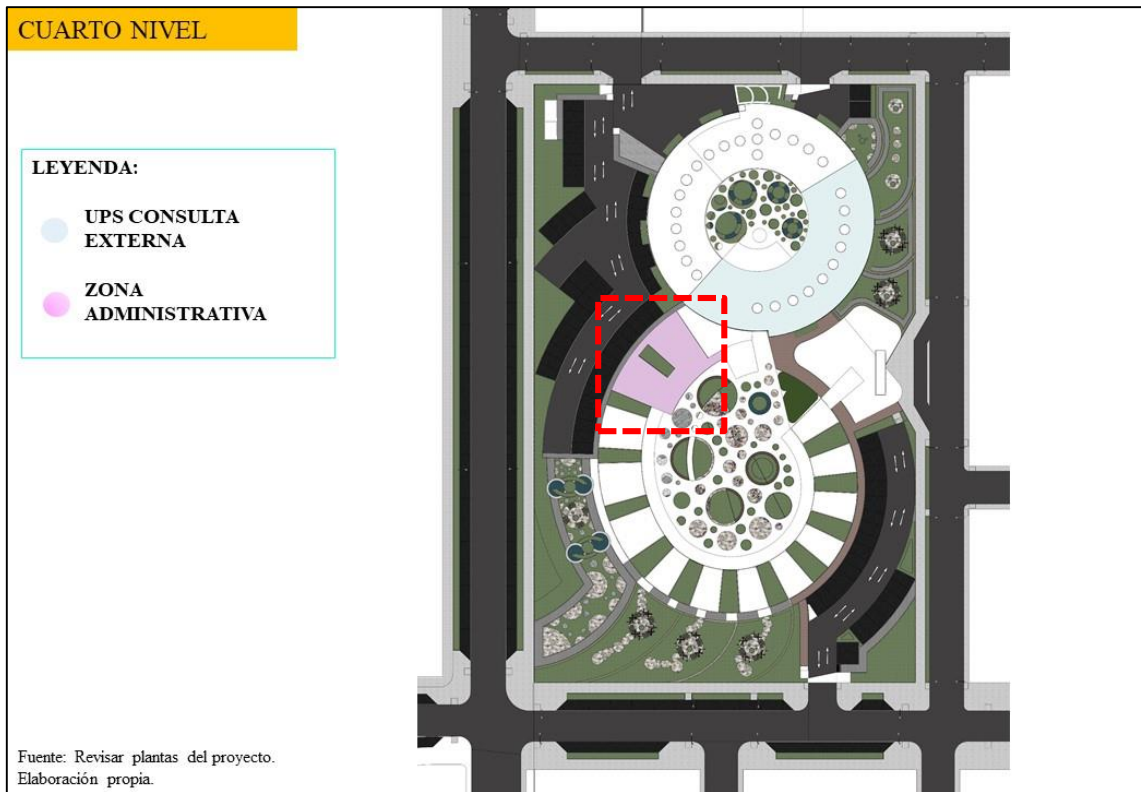 CUARTO NIVEL
LEYENDA:
UPS CONSULTA
EXTERNA
ZONA
ADMINISTRATIVA
Fuente: Revisar plantas del proyecto.
Elaboración propia.